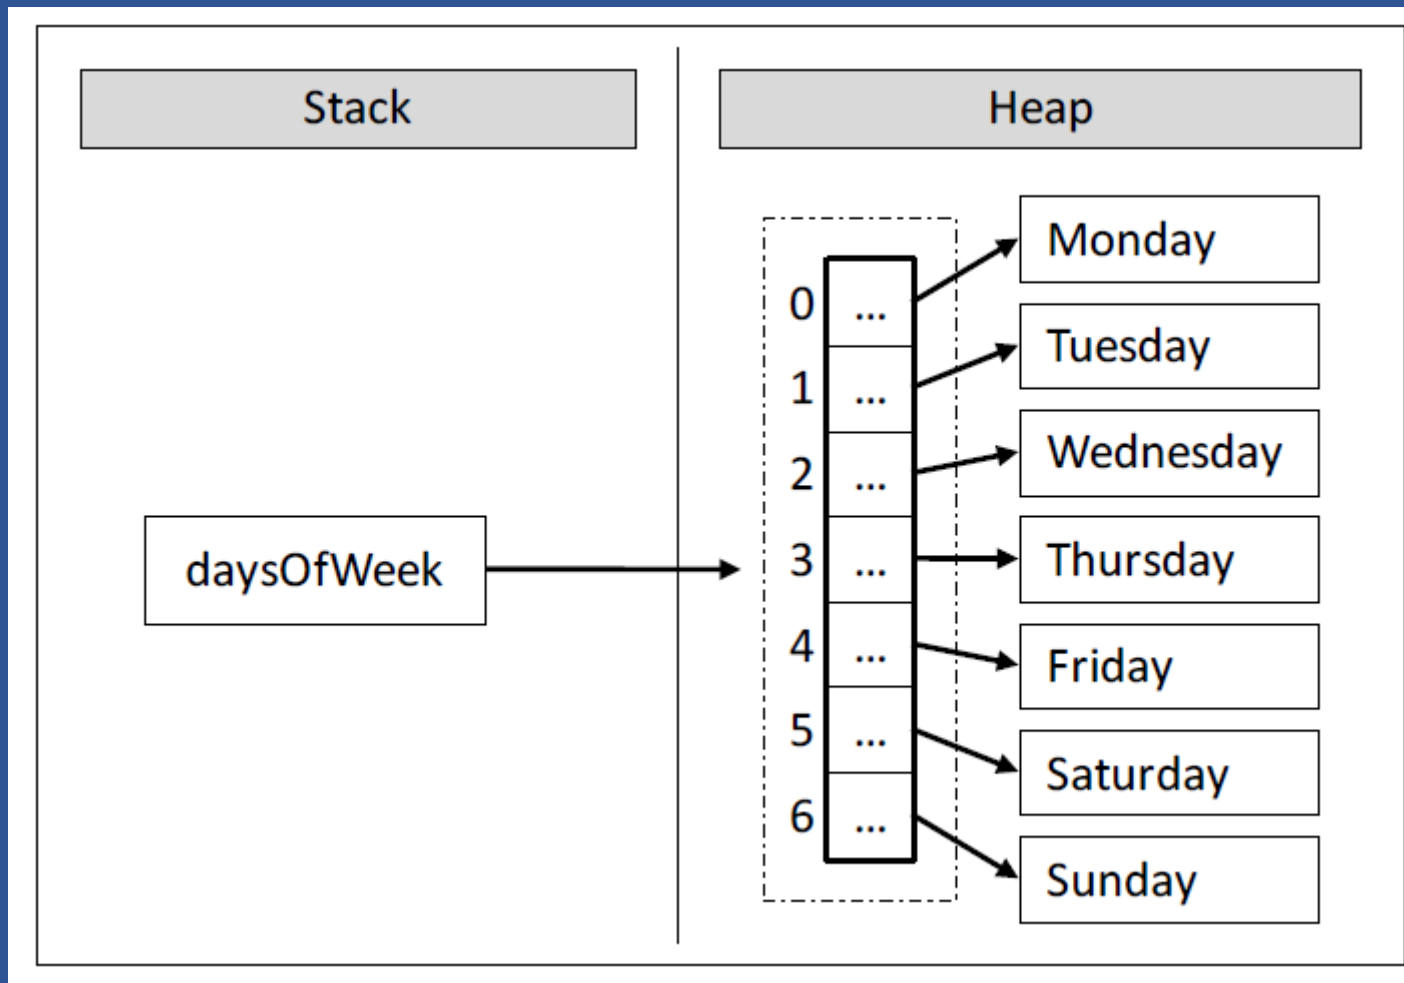 Stack
Heap
daysOfWeek
0 ... Monday
1 ... Tuesday
2 ... Wednesday
3 ... Thursday
4 ... Friday
5 ... Saturday
6 ... Sunday